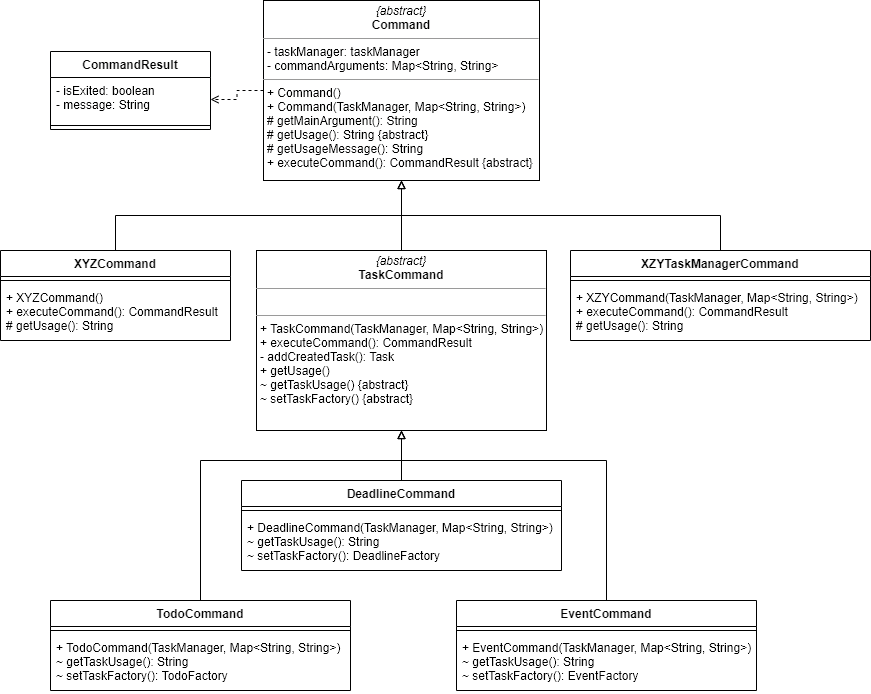 {abstract}
Command
- taskManager: taskManager
- commandArguments: Map<String, String>
+ Command()
+ Command(TaskManager, Map<String, String>)
# getMainArgument(): String
# getUsage(): String {abstract}
# getUsageMessage(): String
+ executeCommand(): CommandResult {abstract}
CommandResult
- isExited: boolean
- message: String
XYZCommand
+ XYZCommand()
+ executeCommand(): CommandResult
# getUsage(): String
{abstract}
TaskCommand
+ TaskCommand(TaskManager, Map<String, String>)
+ executeCommand(): CommandResult
- addCreatedTask(): Task
+ getUsage()
~ getTaskUsage() {abstract}
~ setTaskFactory() {abstract}
XZYTaskManagerCommand
+ XZYCommand(TaskManager, Map<String, String>)
+ executeCommand(): CommandResult
# getUsage(): String
DeadlineCommand
+ DeadlineCommand(TaskManager, Map<String, String>)
~ getTaskUsage(): String
~ setTaskFactory(): DeadlineFactory
TodoCommand
+ TodoCommand(TaskManager, Map<String, String>)
~ getTaskUsage(): String
~ setTaskFactory(): TodoFactory
EventCommand
+ EventCommand(TaskManager, Map<String, String>)
~ getTaskUsage(): String
~ setTaskFactory(): EventFactory